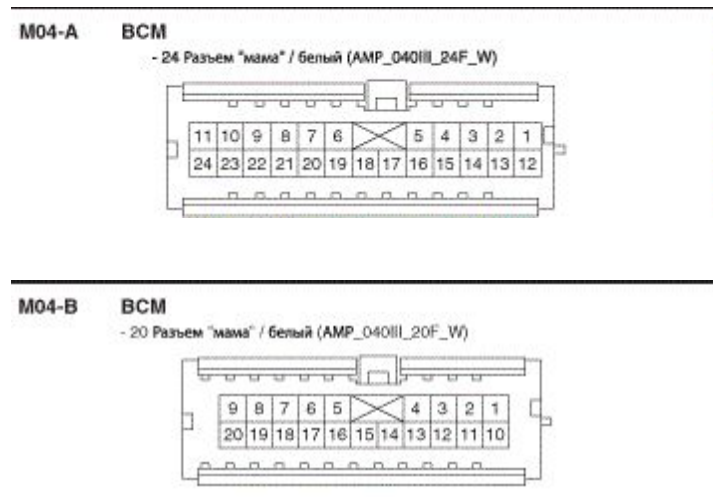 M04-A BCM
- 24 Разъем "мама" / белый (AMP_040III_24F_W)
11 10 9 8 7 6 5 4 3 2 1
24 23 22 21 20 19 18 17 16 15 14 13 12
M04-B BCM
- 20 Разъем "мама" / белый (AMP_040III_20F_W)
9 8 7 6 5 4 3 2 1
20 19 18 17 16 15 14 13 12 11 10